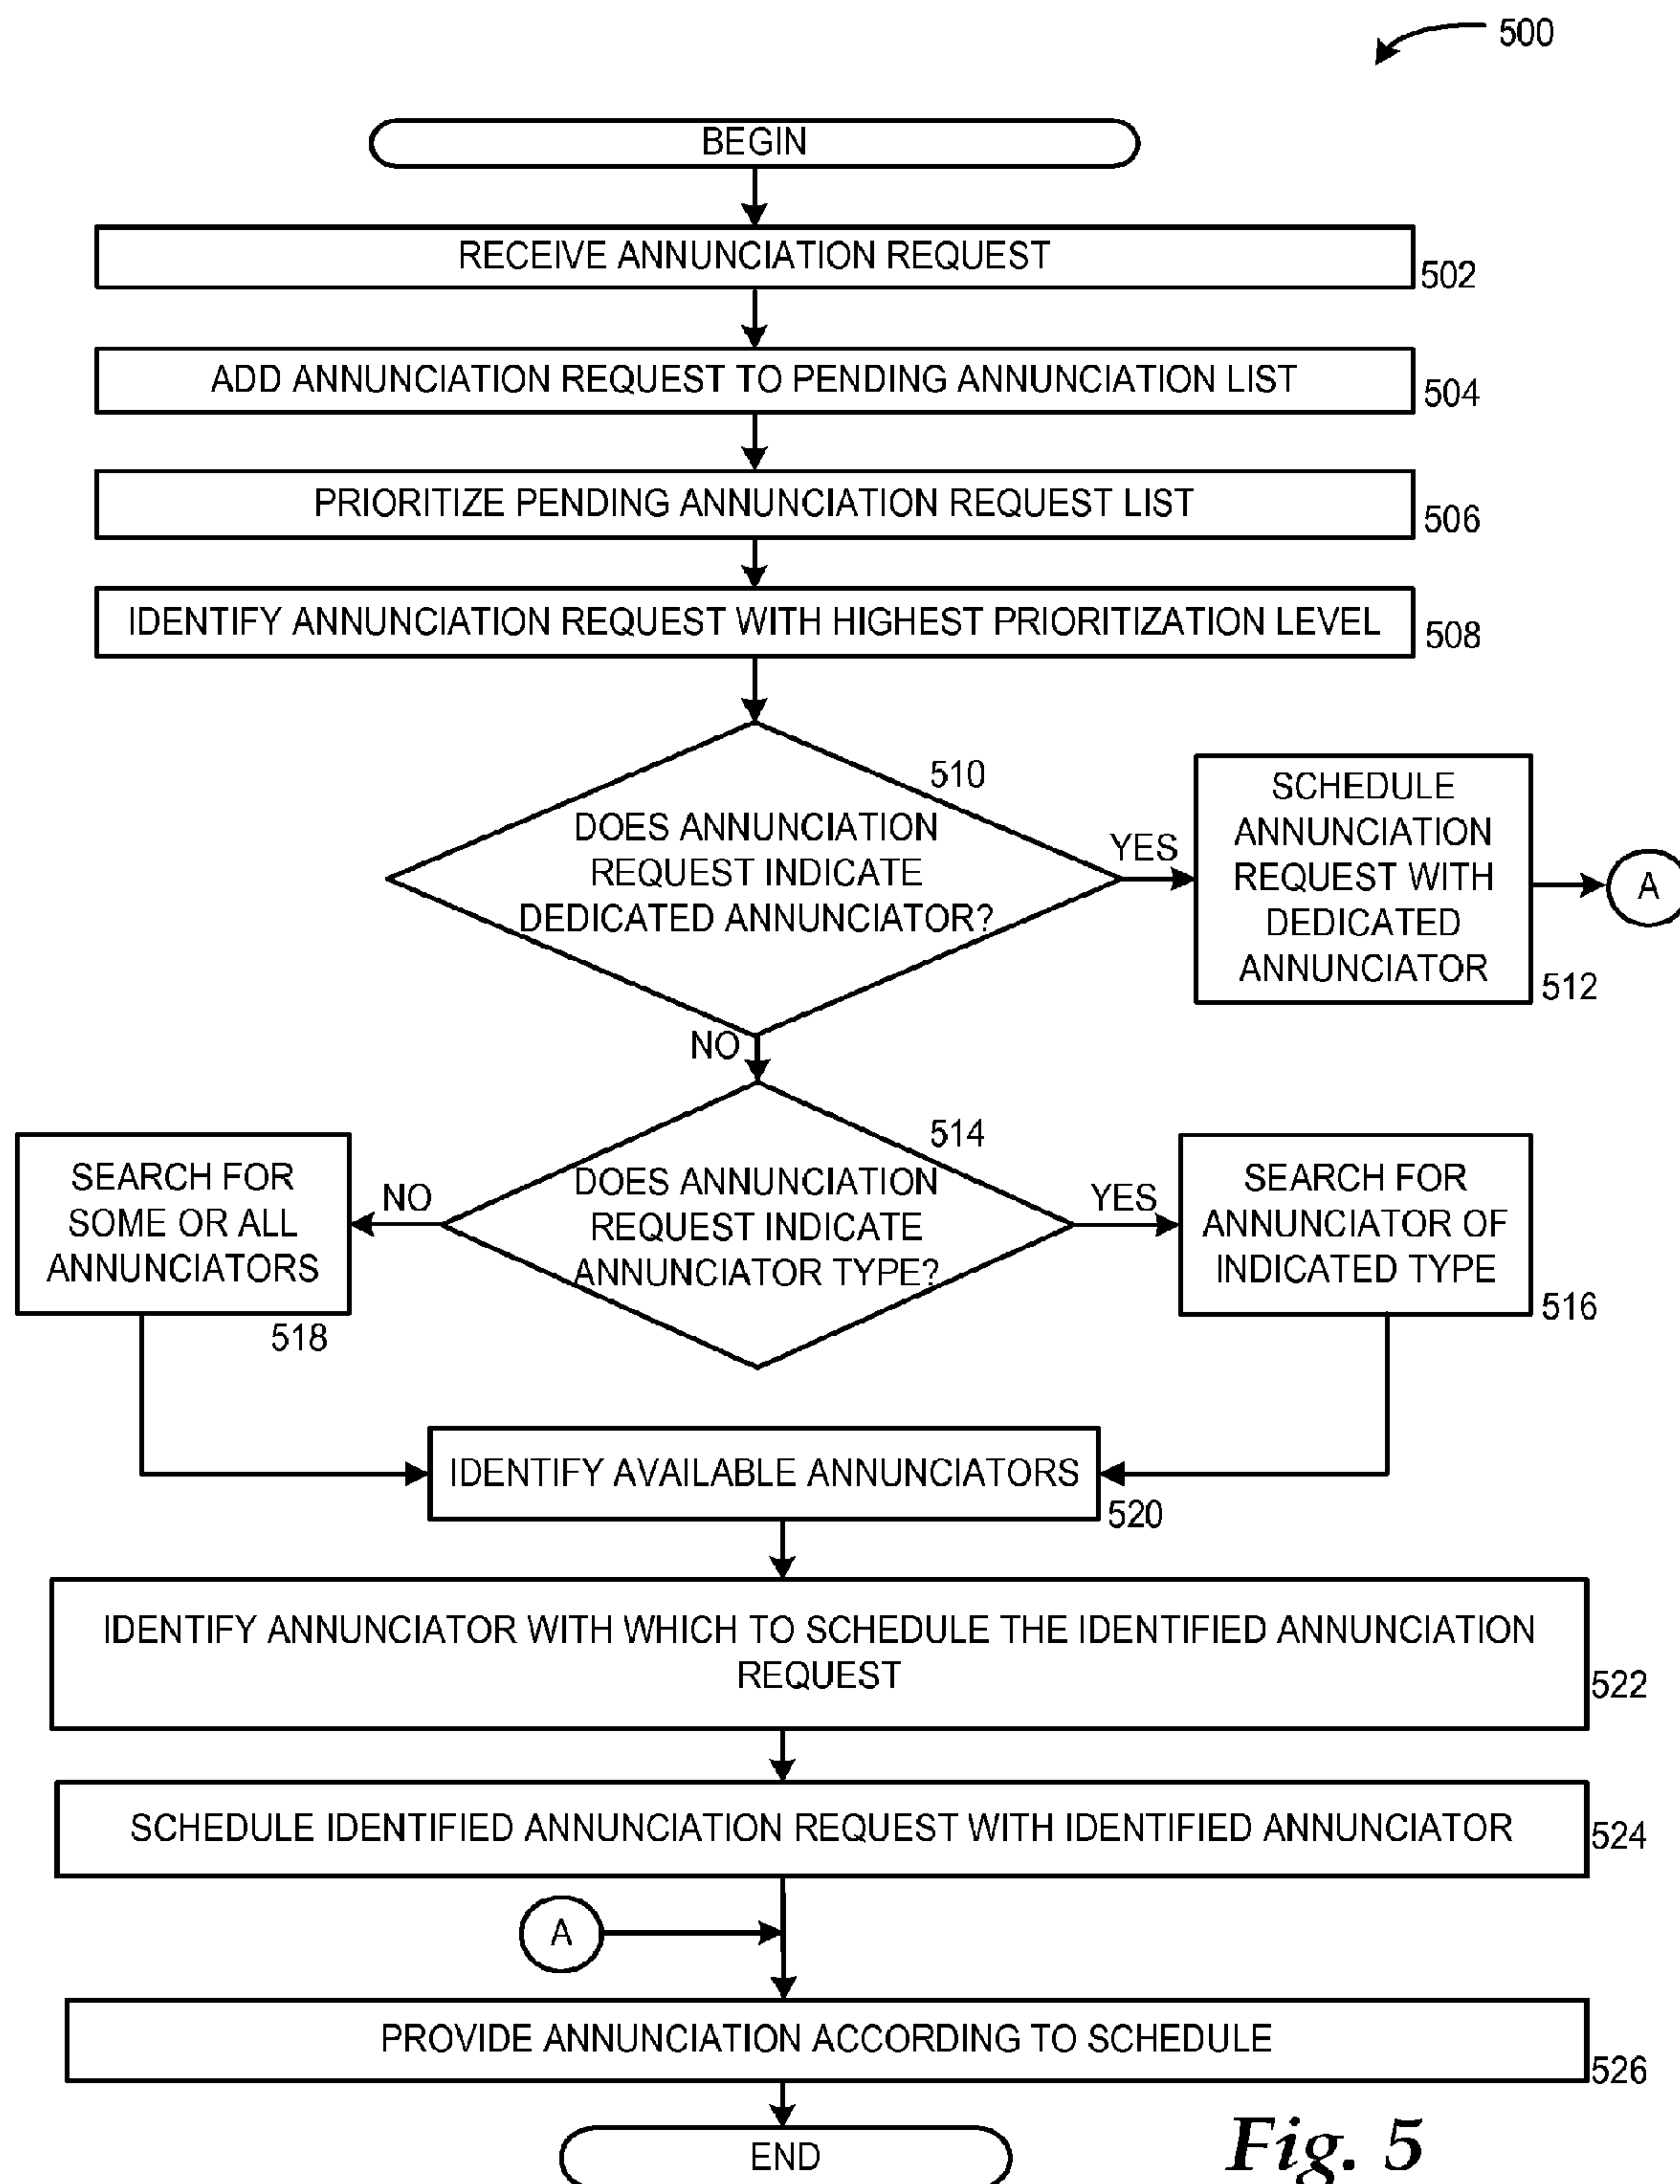 500
BEGIN
RECEIVE ANNUNCIATION REQUEST
502
ADD ANNUNCIATION REQUEST TO PENDING ANNUNCIATION LIST
504
PRIORITIZE PENDING ANNUNCIATION REQUEST LIST
506
IDENTIFY ANNUNCIATION REQUEST WITH HIGHEST PRIORITIZATION LEVEL
508
510
DOES ANNUNCIATION
REQUEST INDICATE
DEDICATED ANNUNCIATOR?
YES
SCHEDULE
ANNUNCIATION
REQUEST WITH
DEDICATED
ANNUNCIATOR
512
A
NO
514
DOES ANNUNCIATION
REQUEST INDICATE
ANNUNCIATOR TYPE?
NO
SEARCH FOR
SOME OR ALL
ANNUNCIATORS
518
YES
SEARCH FOR
ANNUNCIATOR OF
INDICATED TYPE
516
IDENTIFY AVAILABLE ANNUNCIATORS
520
IDENTIFY ANNUNCIATOR WITH WHICH TO SCHEDULE THE IDENTIFIED ANNUNCIATION
REQUEST
522
SCHEDULE IDENTIFIED ANNUNCIATION REQUEST WITH IDENTIFIED ANNUNCIATOR
524
A
PROVIDE ANNUNCIATION ACCORDING TO SCHEDULE
526
END
Fig. 5